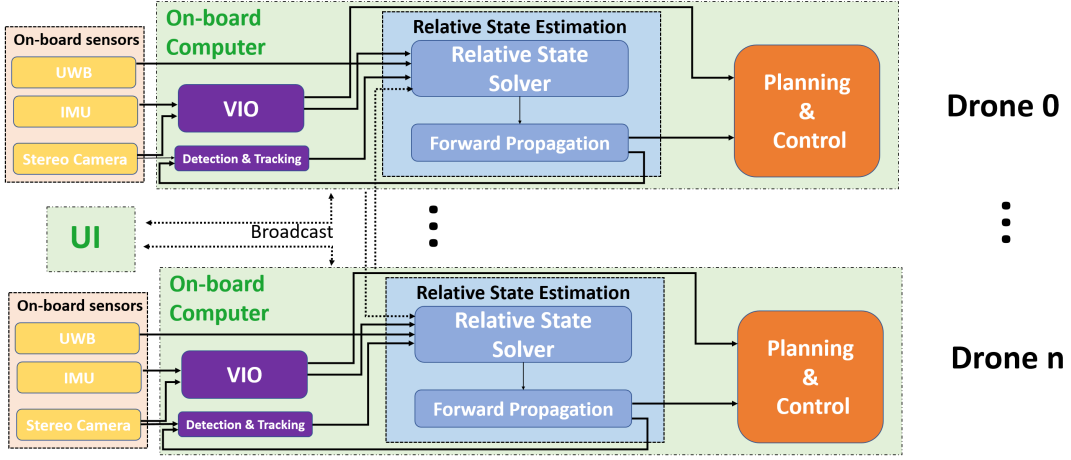 On-board sensors
UWB
IMU
Stereo Camera
On-board
Computer
VIO
Detection & Tracking
Relative State Estimation
Relative State
Solver
Forward Propagation
Planning
&
Control
Drone 0
UI
Broadcast
On-board sensors
UWB
IMU
Stereo Camera
On-board
Computer
VIO
Detection & Tracking
Relative State Estimation
Relative State
Solver
Forward Propagation
Planning
&
Control
Drone n